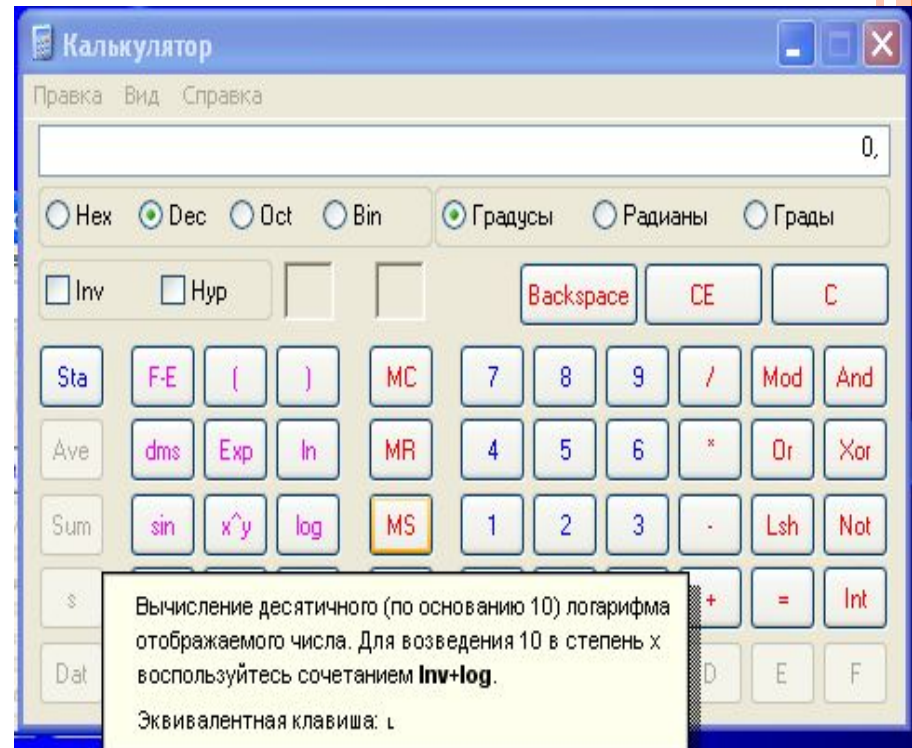 Калькулятор
Правка Вид Справка
0,
Hex Dec Oct Bin Градусы Радианы Грады
Inv Hyp Backspace CE C
Sta F-E ( ) MC 7 8 9 / Mod And
Ave dms Exp ln MR 4 5 6 * Or Xor
Sum sin x^y log MS 1 2 3 - Lsh Not
s + = Int
Dat D E F
Вычисление десятичного (по основанию 10) логарифма
отображаемого числа. Для возведения 10 в степень x
воспользуйтесь сочетанием Inv+log.
Эквивалентная клавиша: L